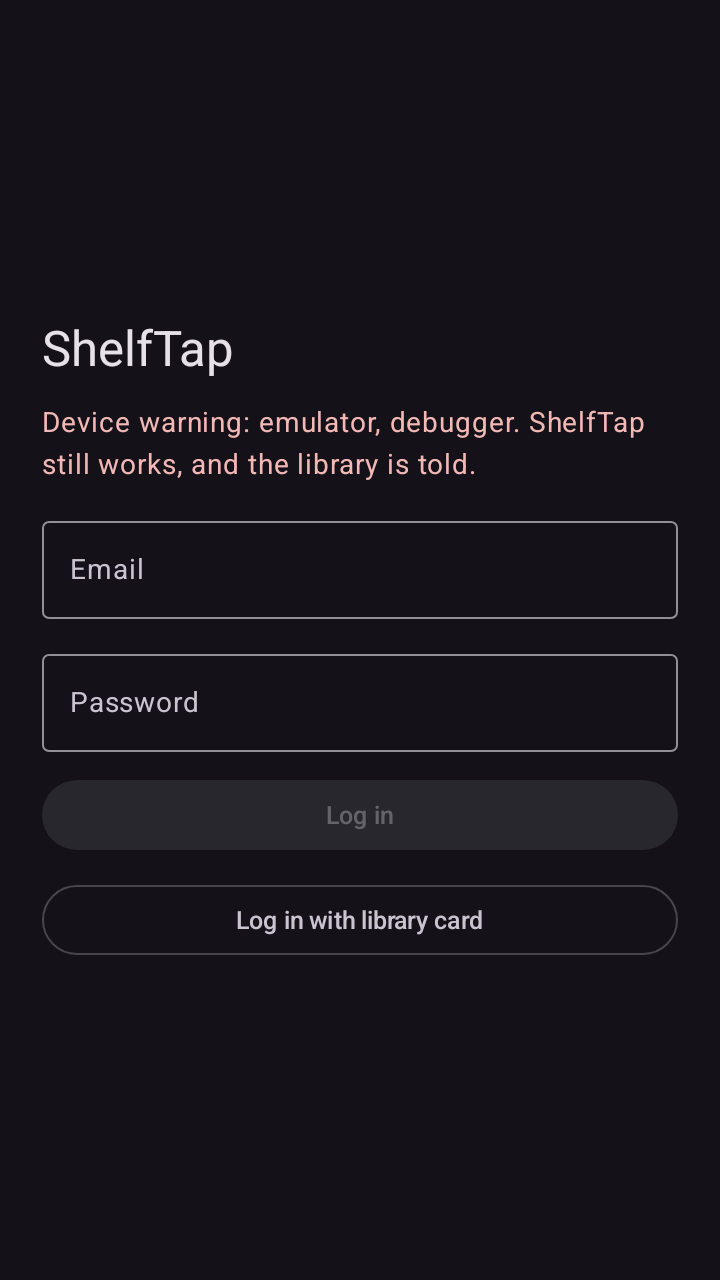 ShelfTap
Device warning: emulator, debugger. ShelfTap
still works, and the library is told.
Email
Password
Log in
Log in with library card